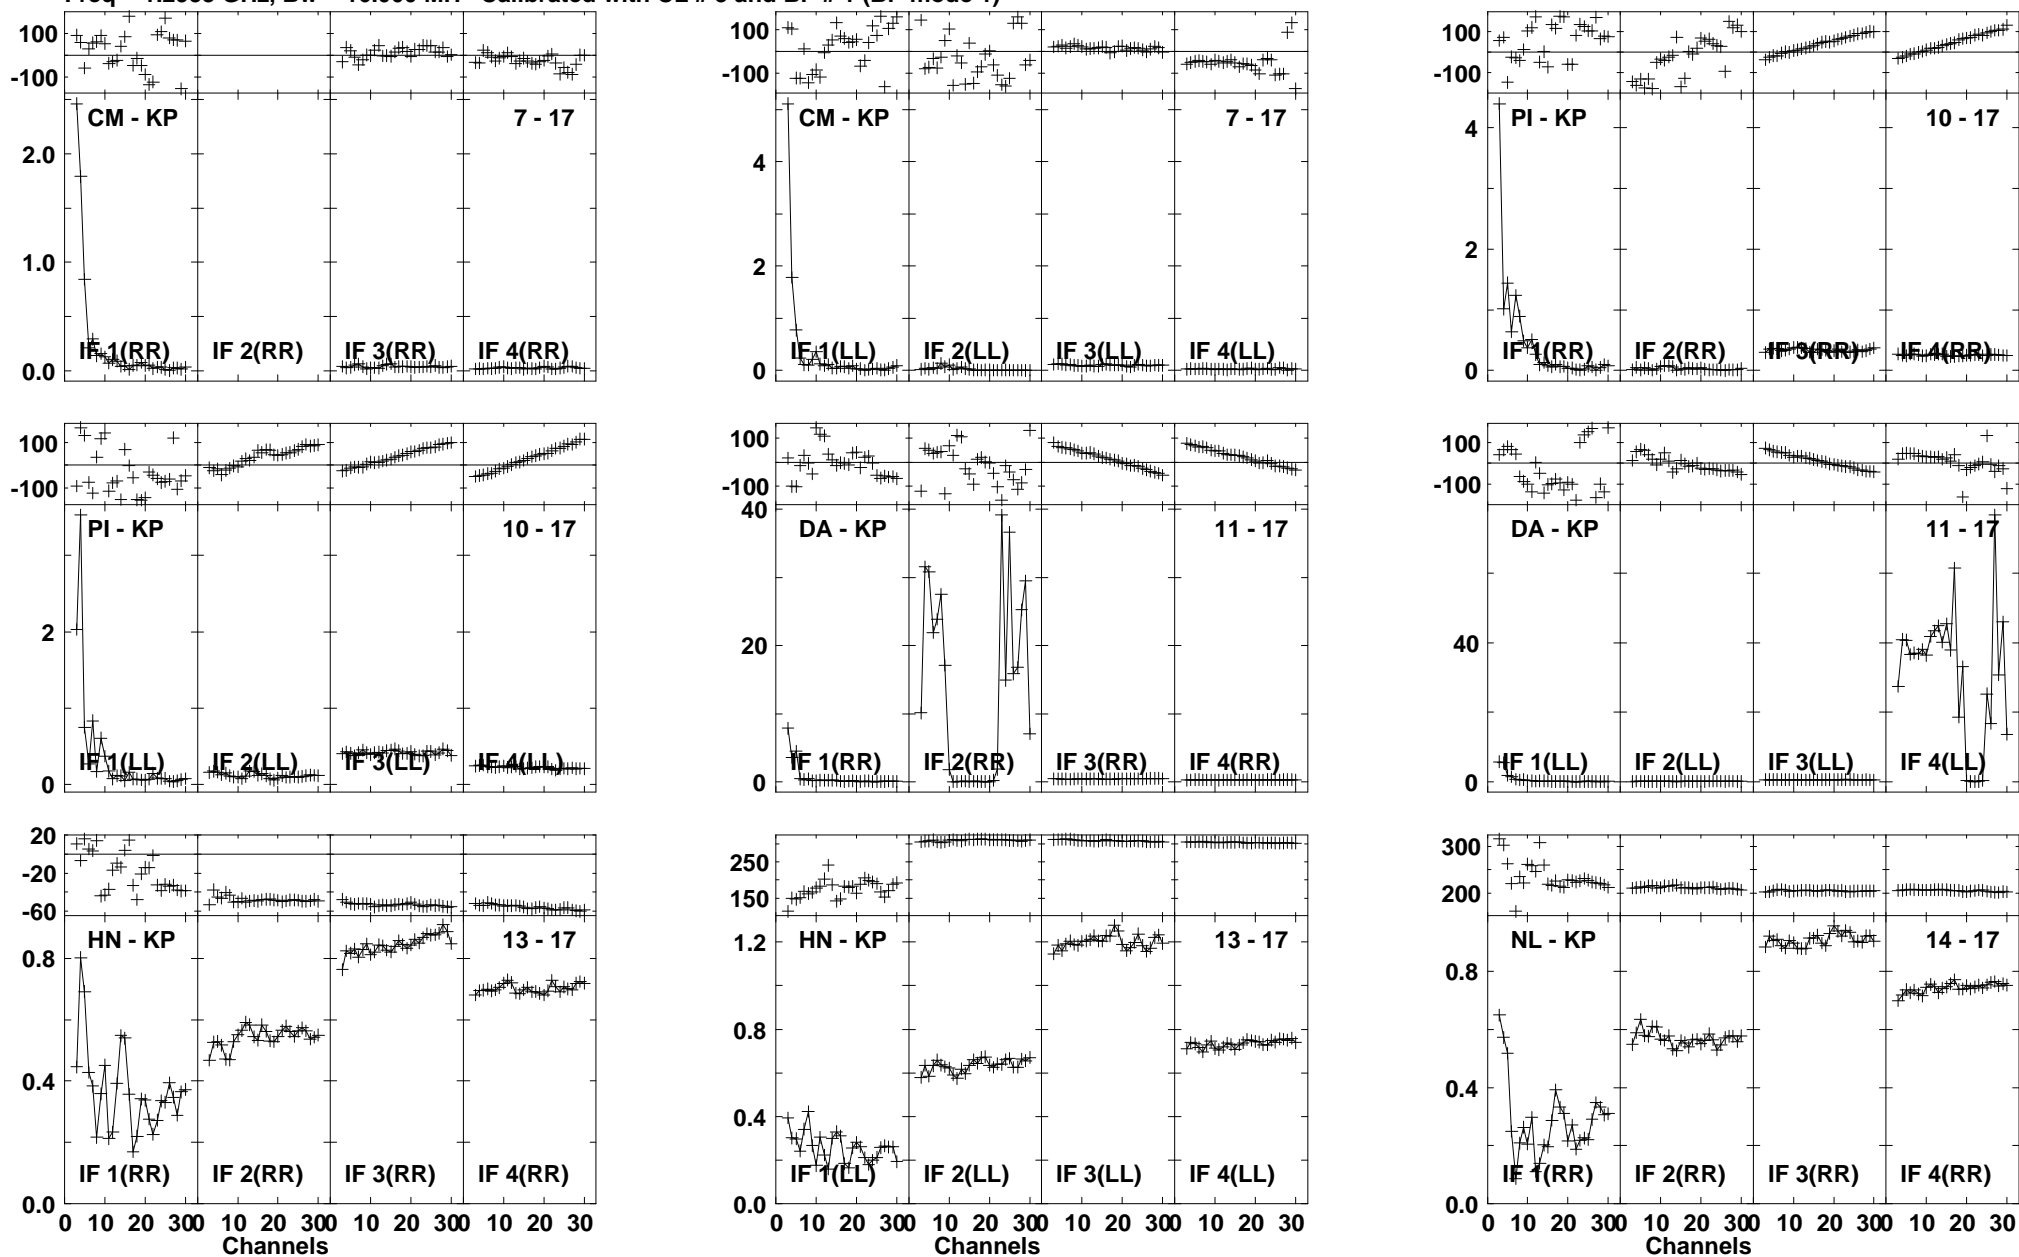 Freq GHz, Calibrated with CL # and BP # 1 (BP mode 1)
100
-100
CM - KP 7 - 17
2.0
1.0
0.0
IF 1(RR) IF 2(RR) IF 3(RR) IF 4(RR)
100
-100
CM - KP 7 - 17
4
2
0
IF 1(LL) IF 2(LL) IF 3(LL) IF 4(LL)
100
-100
PI - KP 10 - 17
4
2
0
IF 1(RR) IF 2(RR) IF 3(RR) IF 4(RR)
100
-100
PI - KP 10 - 17
2
0
IF 1(LL) IF 2(LL) IF 3(LL) IF 4(LL)
100
-100
40
DA - KP 11 - 17
20
0
IF 1(RR) IF 2(RR) IF 3(RR) IF 4(RR)
100
-100
DA - KP 11 - 17
40
0
IF 1(LL) IF 2(LL) IF 3(LL) IF 4(LL)
20
-20
-60
HN - KP 13 - 17
0.8
0.4
IF 1(RR) IF 2(RR) IF 3(RR) IF 4(RR)
0.0
0 10 20 30 0 10 20 30 0 10 20 30 0 10 20 30
Channels
250
150
HN - KP 13 - 17
1.2
0.8
0.4
IF 1(LL) IF 2(LL) IF 3(LL) IF 4(LL)
0.0
0 10 20 30 0 10 20 30 0 10 20 30 0 10 20 30
Channels
300
200
NL - KP 14 - 17
0.8
0.4
IF 1(RR) IF 2(RR) IF 3(RR) IF 4(RR)
0.0
0 10 20 30 0 10 20 30 0 10 20 30 0 10 20 30
Channels